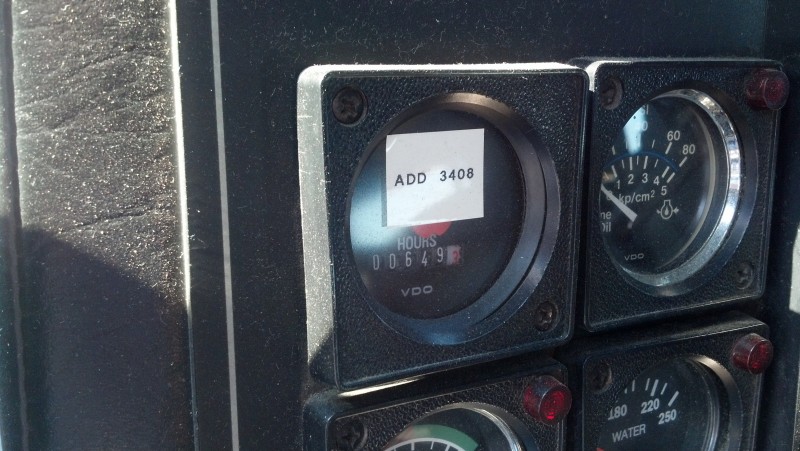 ADD 3408
HOURS
00649
VDO
60
80
1 2 3 4 5
kp/cm²
Oil
VDO
180 220 250
WATER